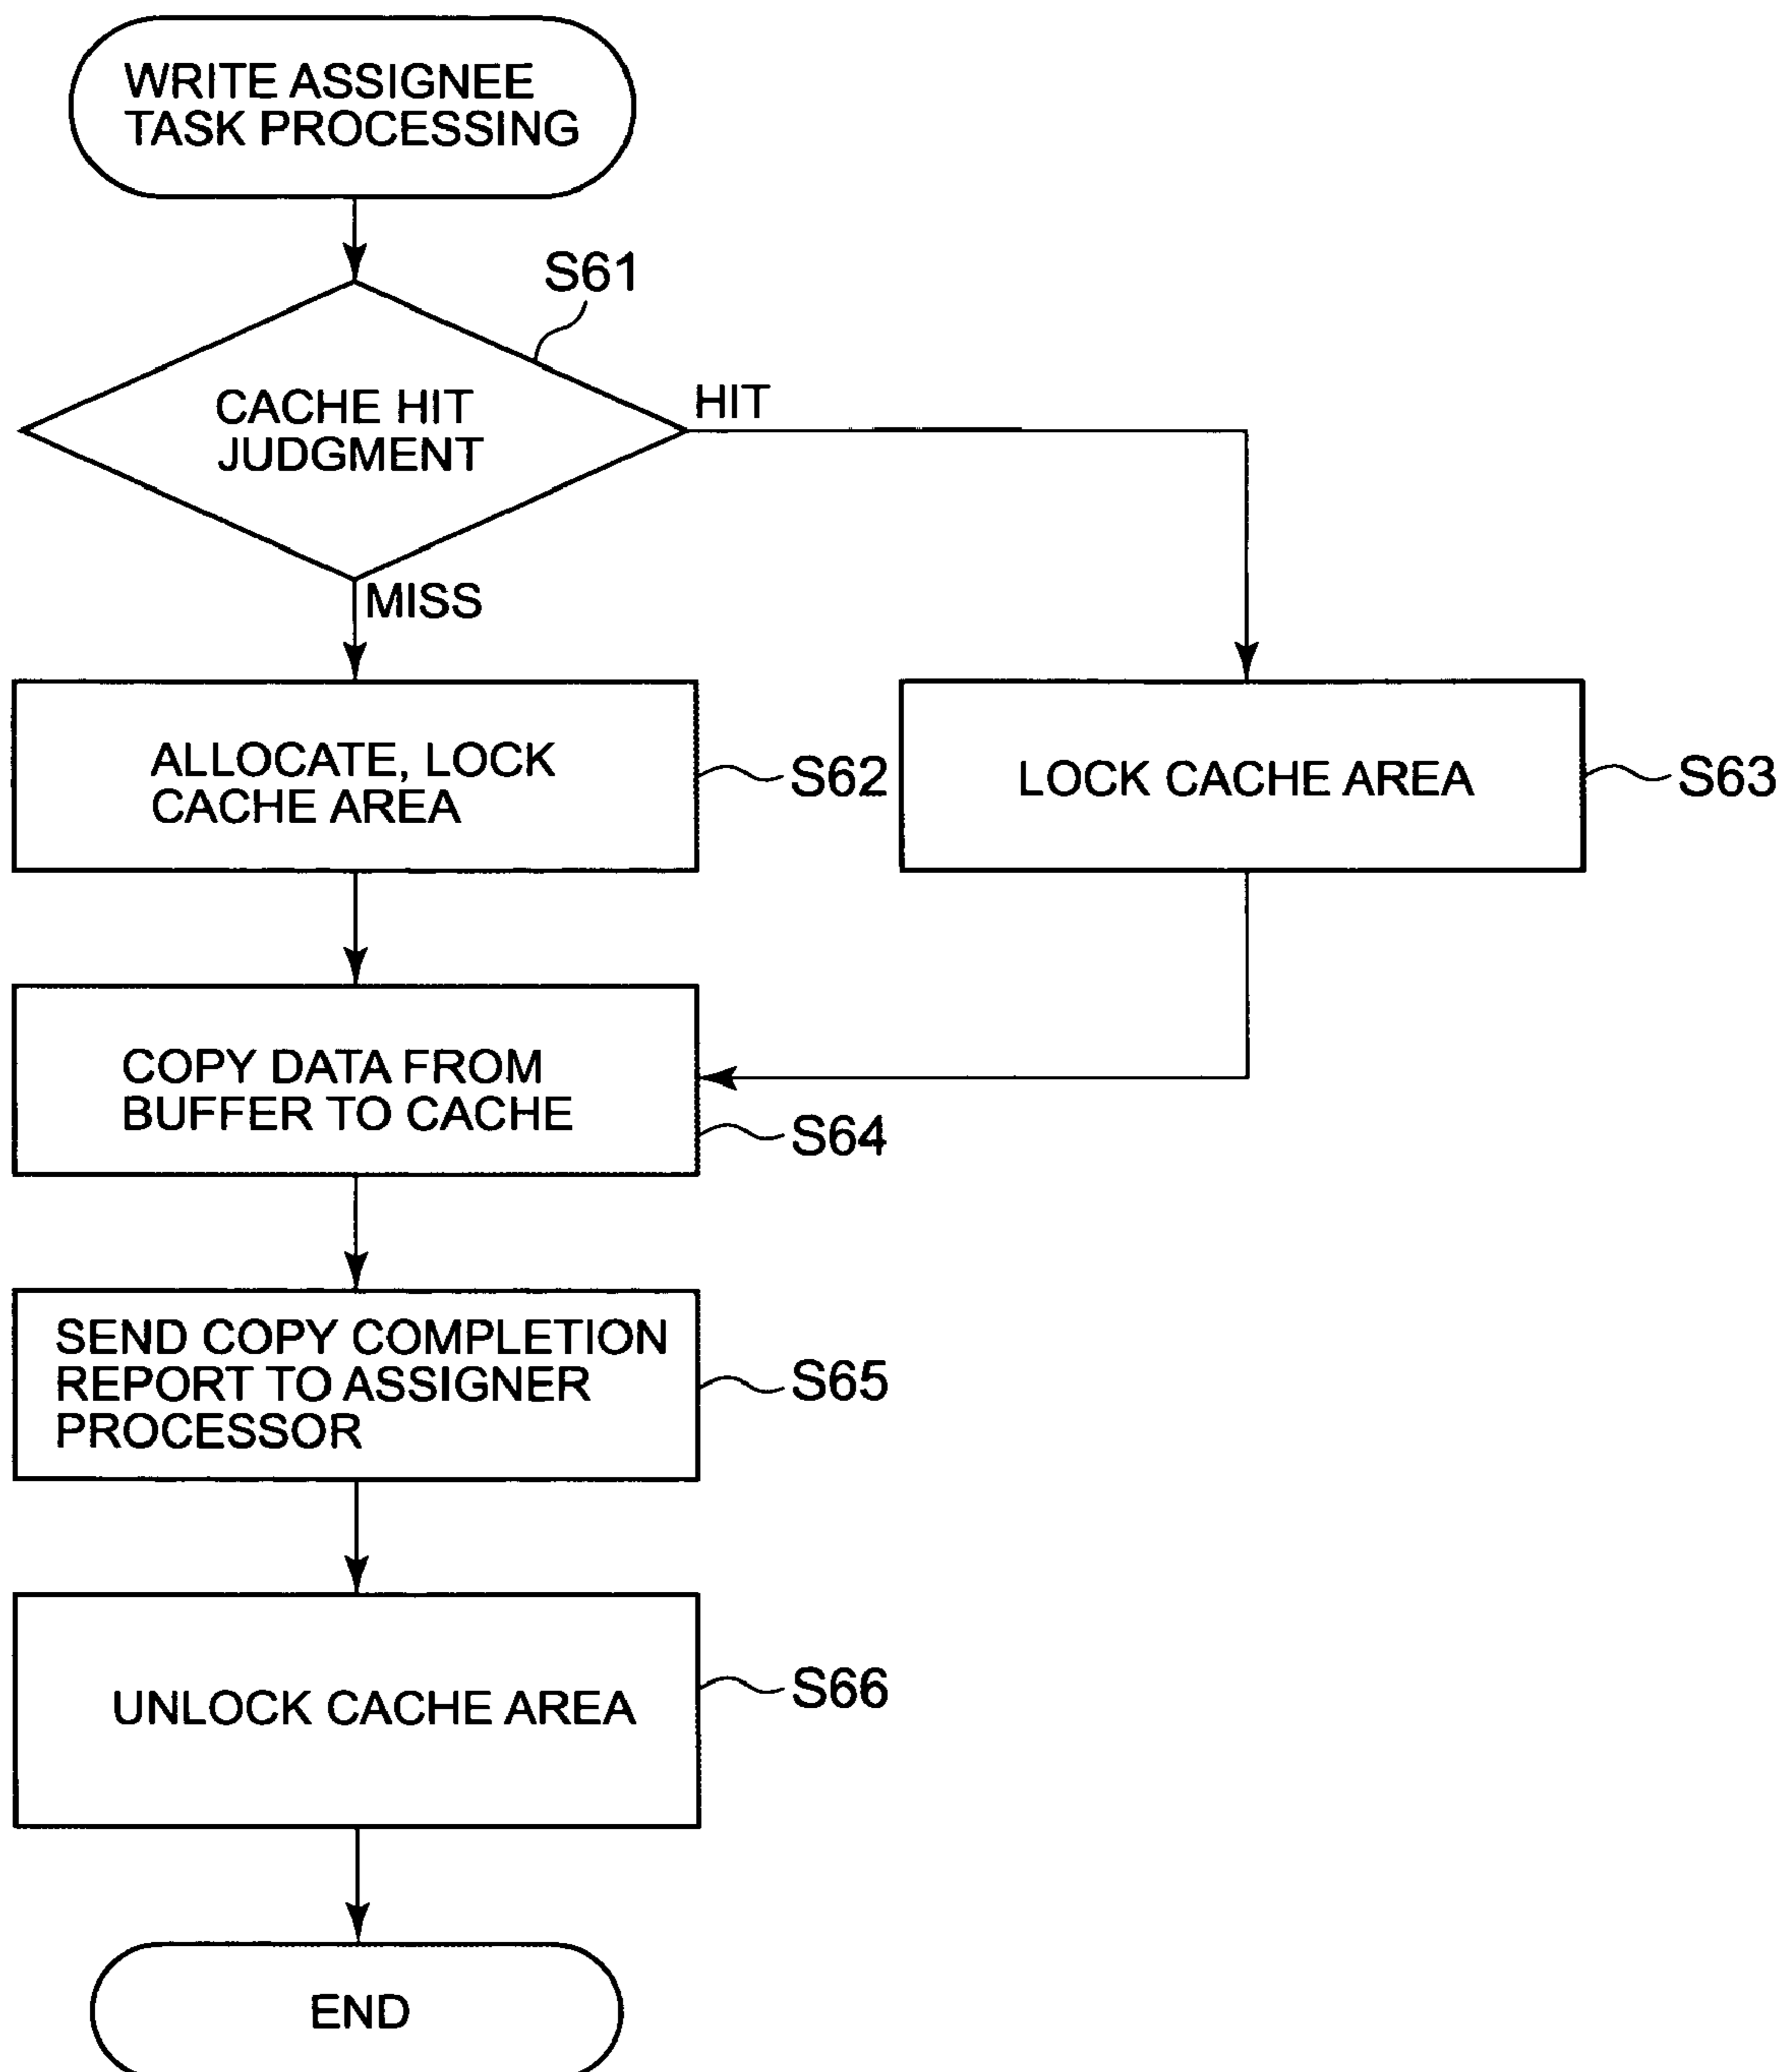 WRITE ASSIGNEE
TASK PROCESSING
S61
CACHE HIT
JUDGMENT
HIT
MISS
ALLOCATE, LOCK
CACHE AREA
S62
LOCK CACHE AREA
S63
COPY DATA FROM
BUFFER TO CACHE
S64
SEND COPY COMPLETION
REPORT TO ASSIGNER
PROCESSOR
S65
UNLOCK CACHE AREA
S66
END